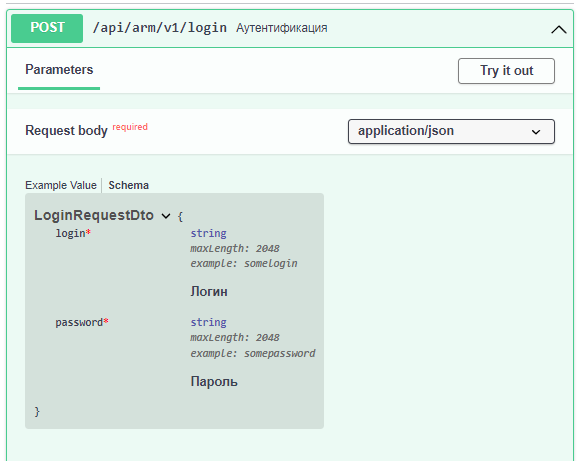 POST /api/arm/v1/login Аутентификация
Parameters Try it out
Request body required application/json
Example Value Schema
LoginRequestDto {
login* string
maxLength: 2048
example: somelogin
Логин
password* string
maxLength: 2048
example: somepassword
Пароль
}